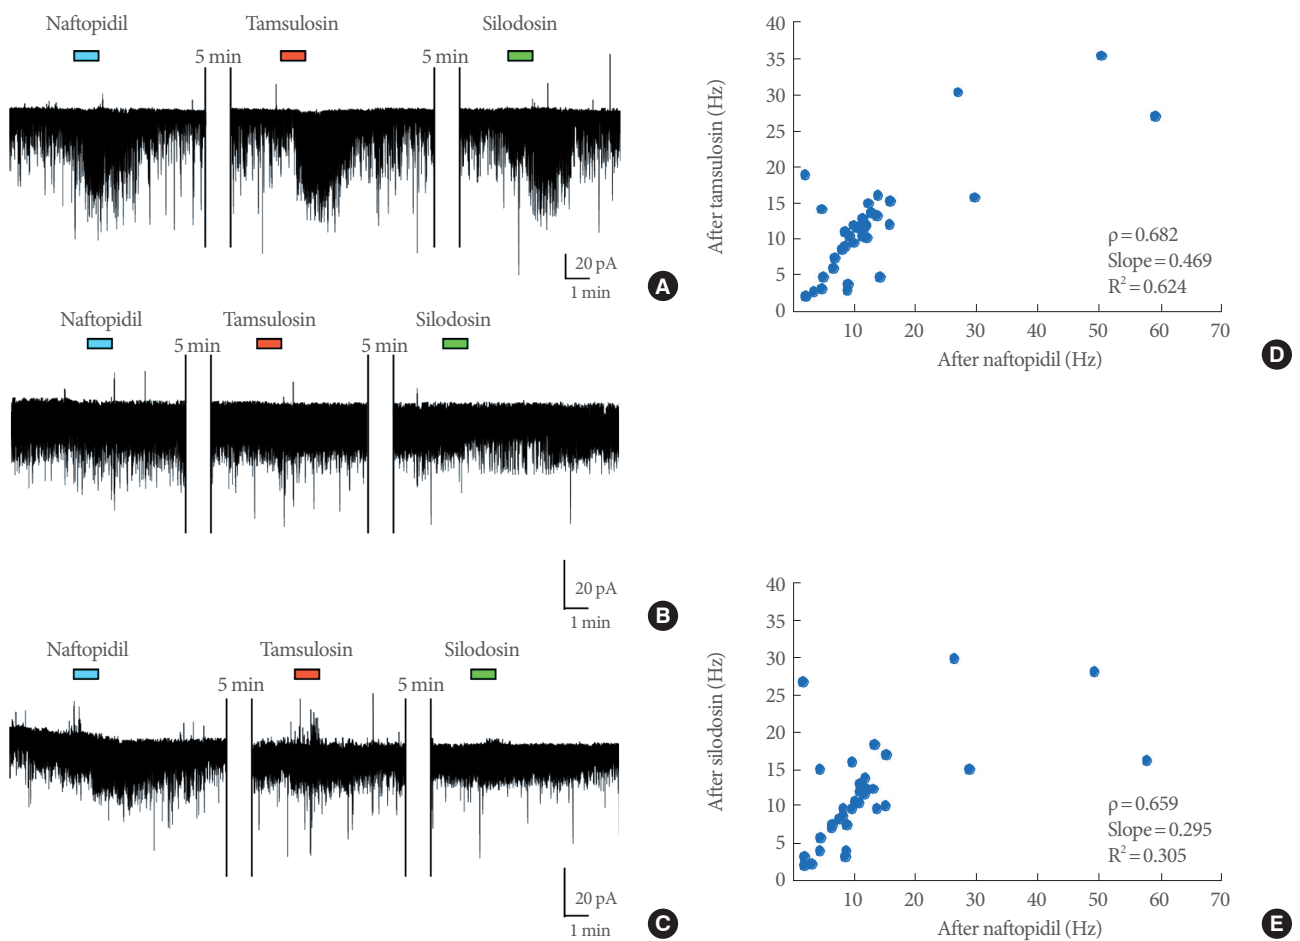 Naftopidil Tamsulosin Silodosin
5 min 5 min
20 pA
1 min
A
Naftopidil Tamsulosin Silodosin
5 min 5 min
20 pA
1 min
B
Naftopidil Tamsulosin Silodosin
5 min 5 min
20 pA
1 min
C
After tamsulosin (Hz)
40
35
30
25
20
15
10
5
0
ρ = 0.682
Slope = 0.469
R² = 0.624
10 20 30 40 50 60 70
After naftopidil (Hz)
D
After silodosin (Hz)
40
35
30
25
20
15
10
5
0
ρ = 0.659
Slope = 0.295
R² = 0.305
10 20 30 40 50 60 70
After naftopidil (Hz)
E